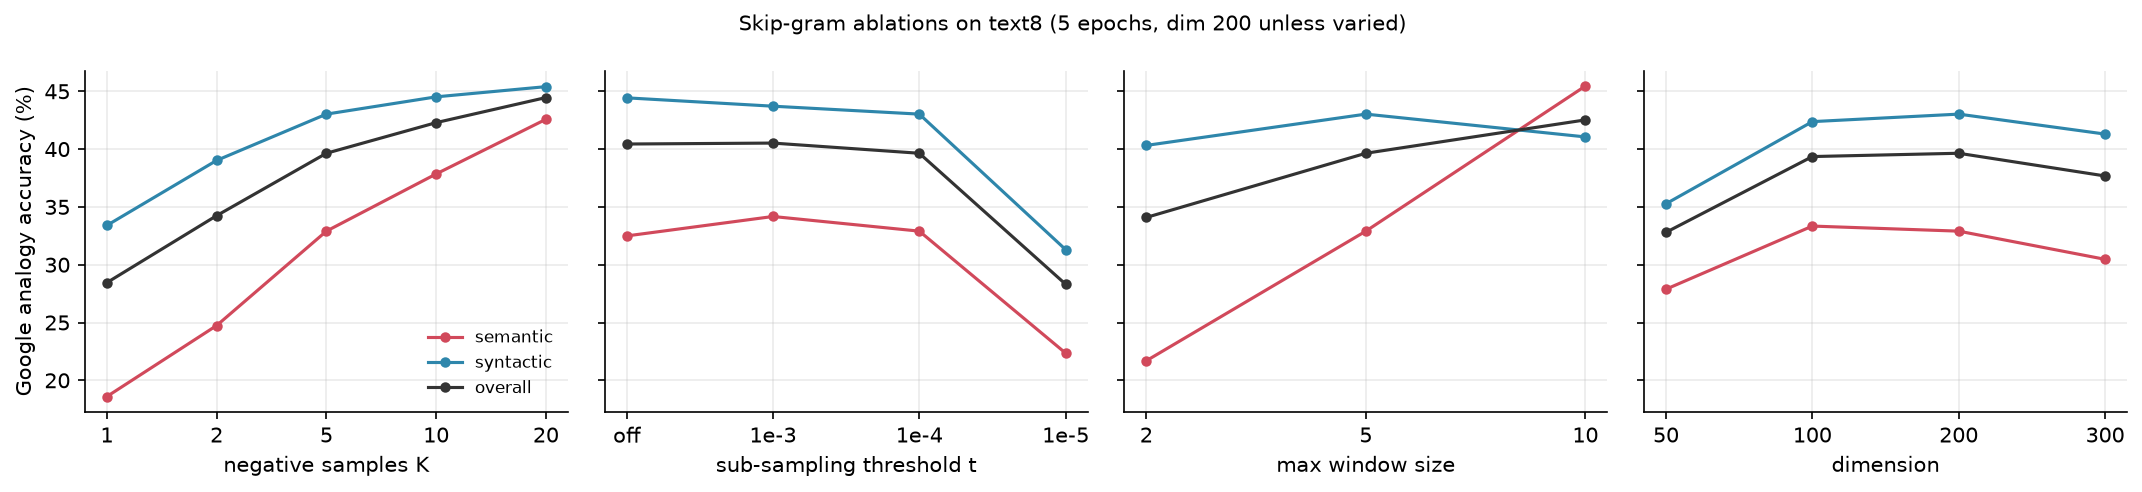 Skip-gram ablations on text8 (5 epochs, dim 200 unless varied)
Google analogy accuracy (%)
45
40
35
30
25
20
semantic
syntactic
overall
1 2 5 10 20
negative samples K
off 1e-3 1e-4 1e-5
sub-sampling threshold t
2 5 10
max window size
50 100 200 300
dimension